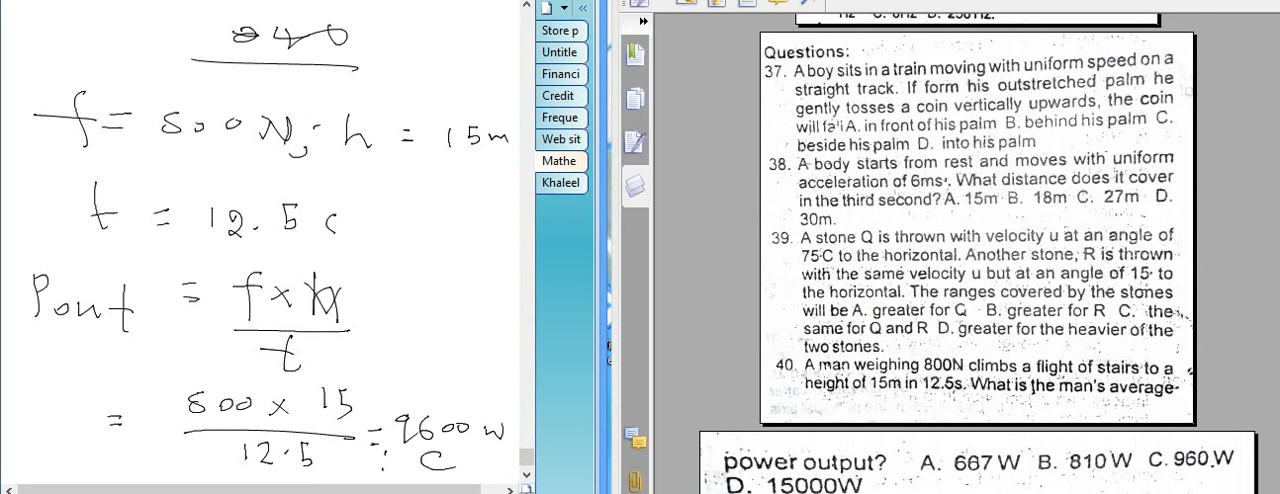 240
f = 800N; h = 15m
t = 12.5 s
Pout = f x h
t
= 800 x 15 = 9600 W
12.5 : C
Store p
Untitle
Financi
Credit
Freque
Web sit
Mathe
Khaleel
Questions:
37. A boy sits in a train moving with uniform speed on a
straight track. If form his outstretched palm he
gently tosses a coin vertically upwards, the coin
will fall A. in front of his palm B. behind his palm C.
beside his palm D. into his palm
38. A body starts from rest and moves with uniform
acceleration of 6ms. What distance does it cover
in the third second? A. 15m B. 18m C. 27m D.
30m.
39. A stone Q is thrown with velocity u at an angle of
75C to the horizontal. Another stone, R is thrown
with the same velocity u but at an angle of 15 to
the horizontal. The ranges covered by the stones
will be A. greater for Q B. greater for R C. the
same for Q and R D. greater for the heavier of the
two stones.
40. A man weighing 800N climbs a flight of stairs to a
height of 15m in 12.5s. What is the man's average
power output? A. 667W B. 810W C. 960.W
D. 15000W